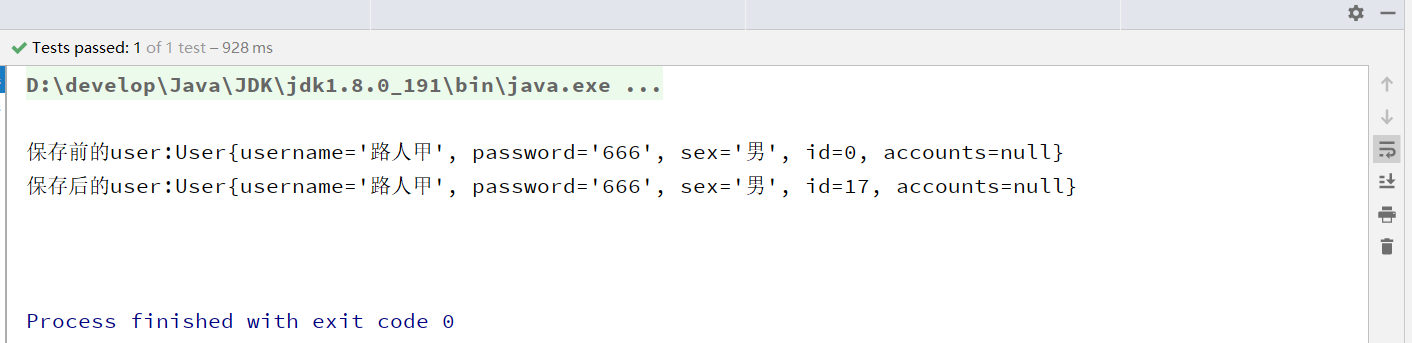 Tests passed: 1 of 1 test – 928 ms
D:\develop\Java\JDK\jdk1.8.0_191\bin\java.exe ...
保存前的user:User{username='路人甲', password='666', sex='男', id=0, accounts=null}
保存后的user:User{username='路人甲', password='666', sex='男', id=17, accounts=null}
Process finished with exit code 0